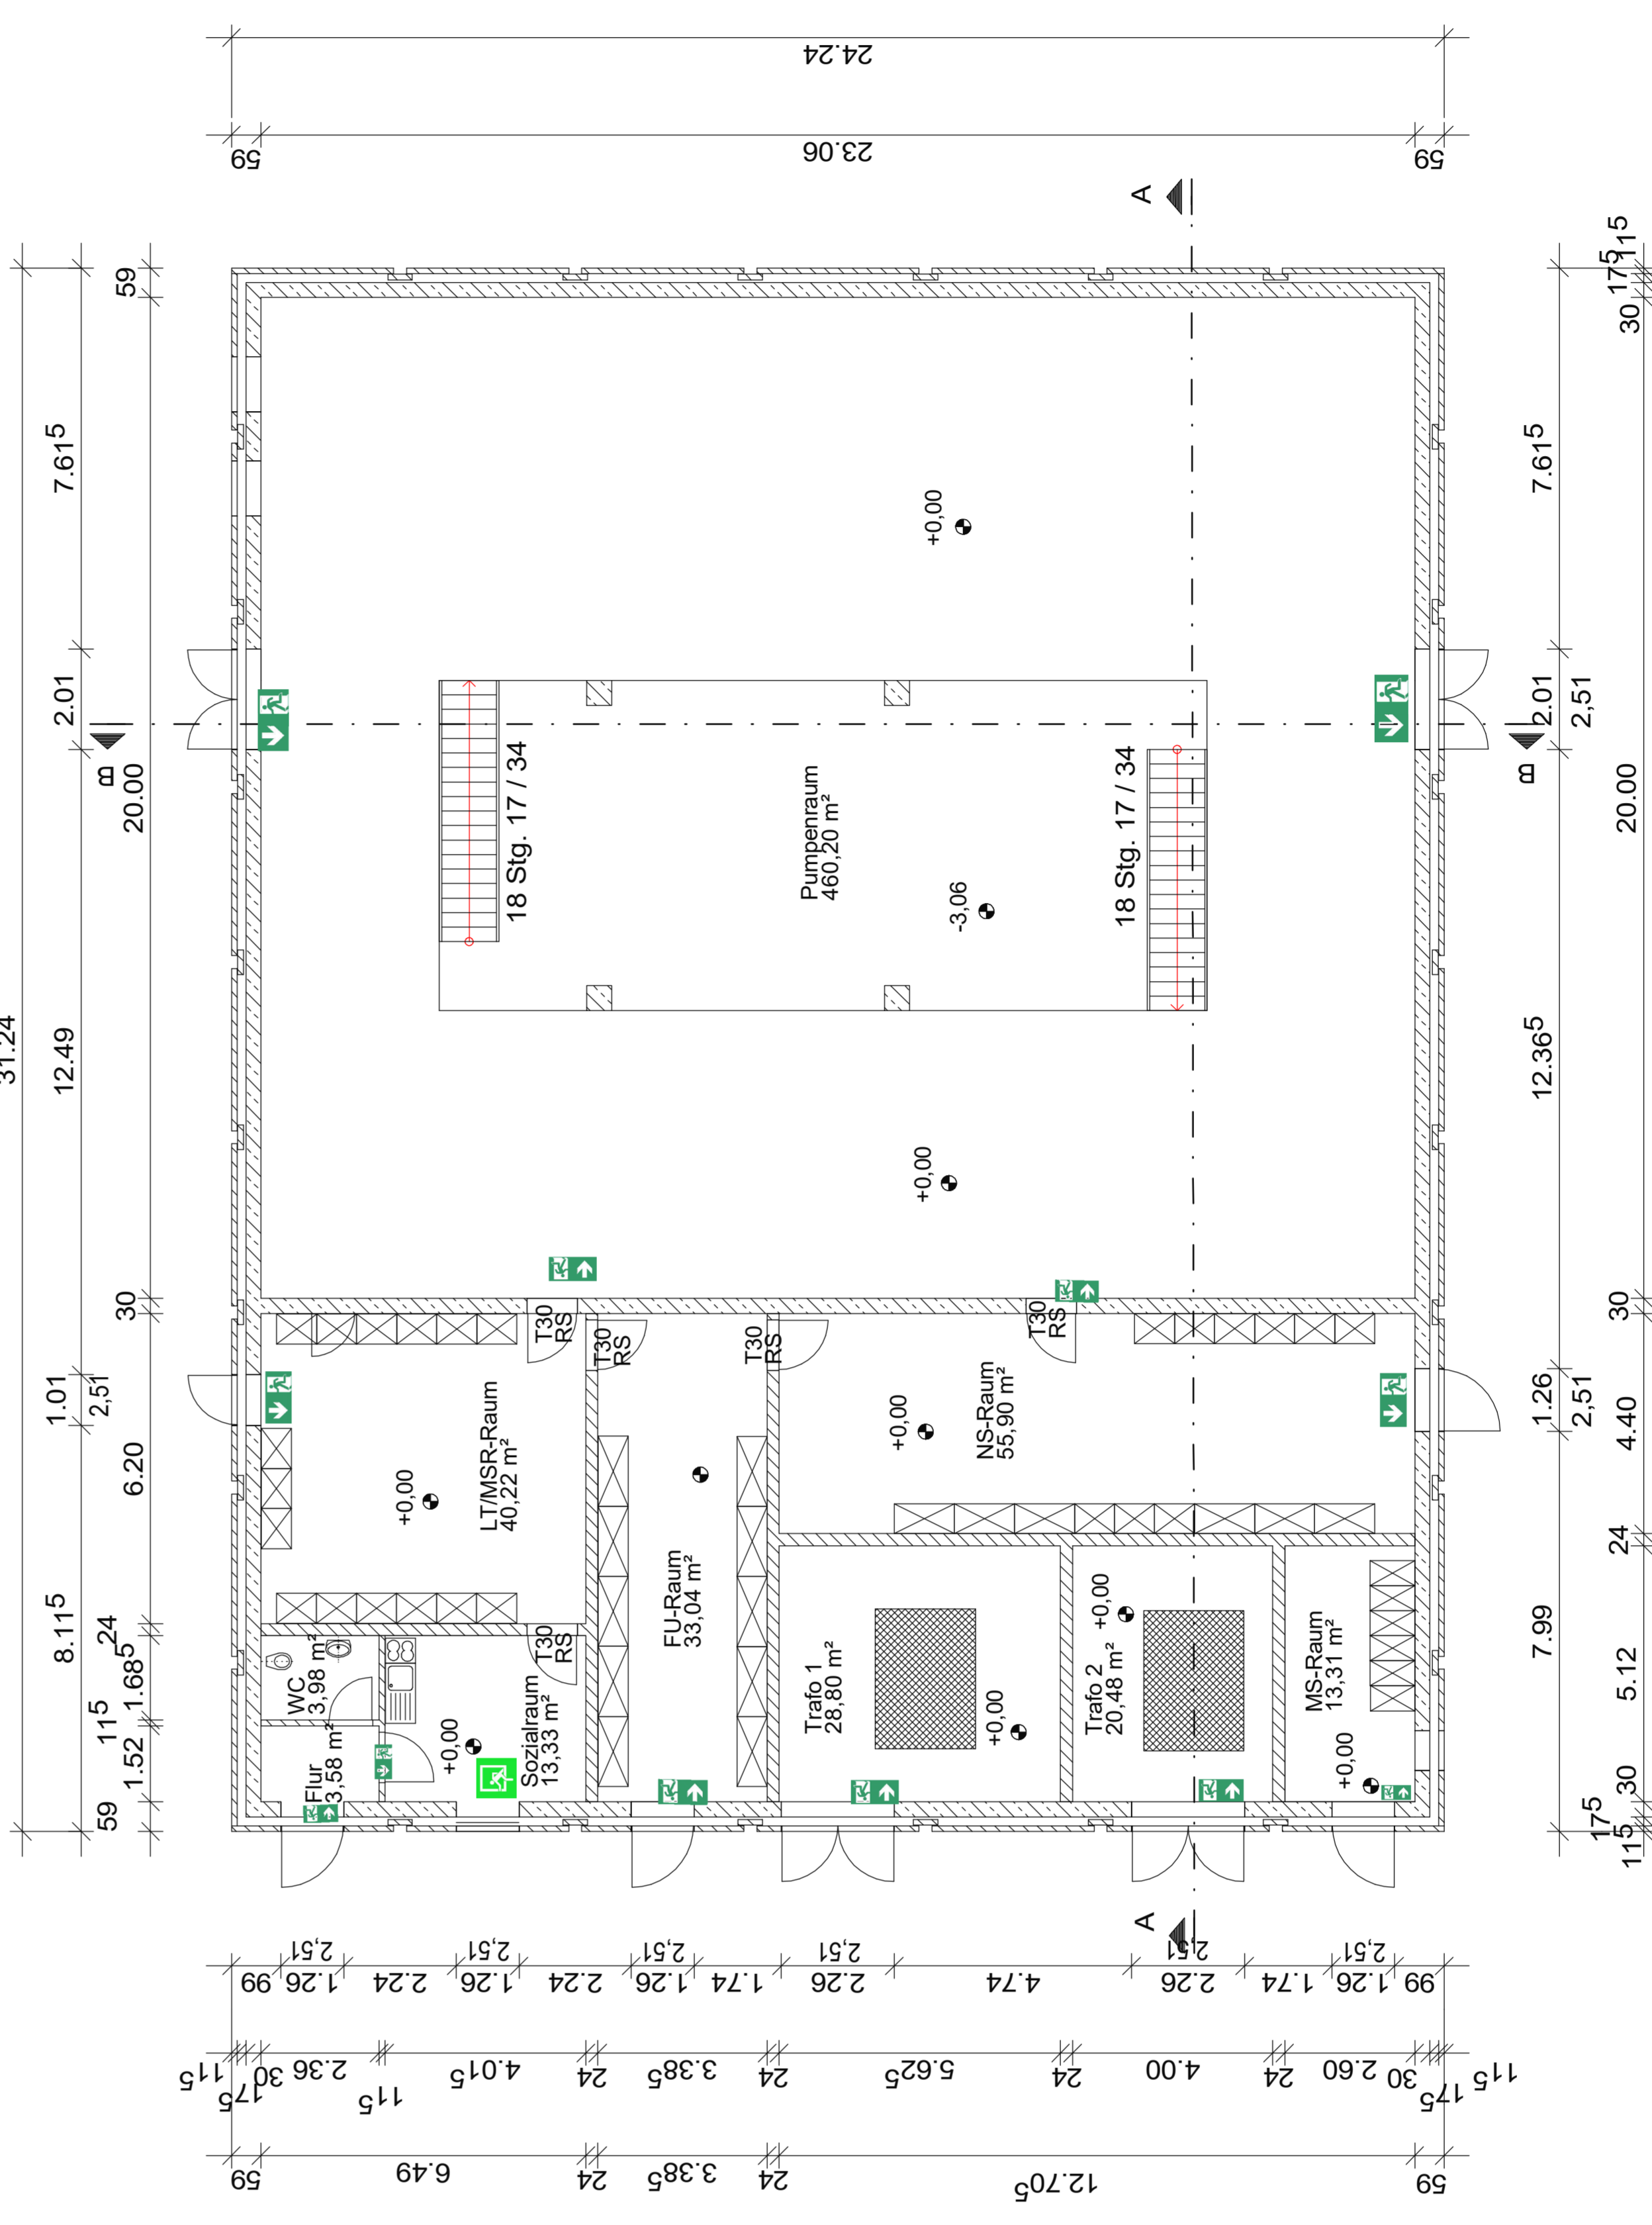 24.24
59
23.06
59
A
31.24
59
7.61⁵
2.01
B
20.00
12.49
30
1.01
2,51
6.20
8.11⁵
24
1.68⁵
11⁵
1.52
59
11⁵
17⁵
30
7.61⁵
2.01
2,51
B
20.00
12.36⁵
30
1.26
2,51
4.40
24
7.99
5.12
30
17⁵
11⁵
+0,00
18 Stg. 17 / 34
Pumpenraum
460,20 m²
18 Stg. 17 / 34
-3,06
+0,00
T30
RS
T30
RS
T30
RS
T30
RS
LT/MSR-Raum
40,22 m²
+0,00
NS-Raum
55,90 m²
+0,00
FU-Raum
33,04 m²
WC
3,98 m²
T30
RS
Flur
3,58 m²
+0,00
Sozialraum
13,33 m²
Trafo 1
28,80 m²
+0,00
Trafo 2
20,48 m²
+0,00
MS-Raum
13,31 m²
+0,00
A
2,51
2,51
2,51
2,51
2,51
2,51
99
1.26
2.24
1.26
2.24
1.26
1.74
2.26
4.74
2.26
1.74
1.26
99
11⁵
17⁵
30
2.36
11⁵
4.01⁵
24
3.38⁵
24
5.62⁵
24
4.00
24
2.60
30
17⁵
11⁵
59
6.49
24
3.38⁵
24
12.70⁵
59